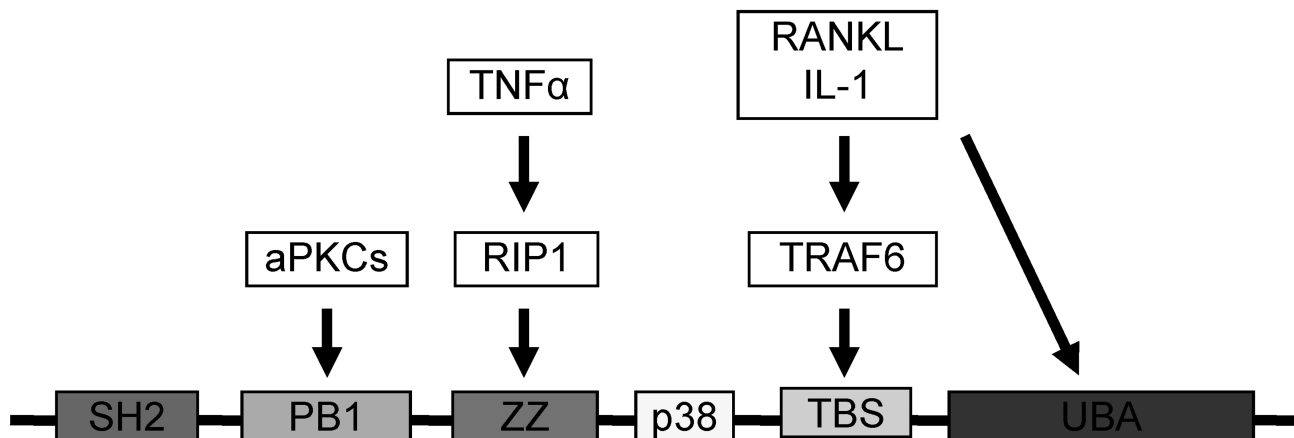 RANKL
IL-1
TNFα
aPKCs
RIP1
TRAF6
SH2
PB1
ZZ
p38
TBS
UBA